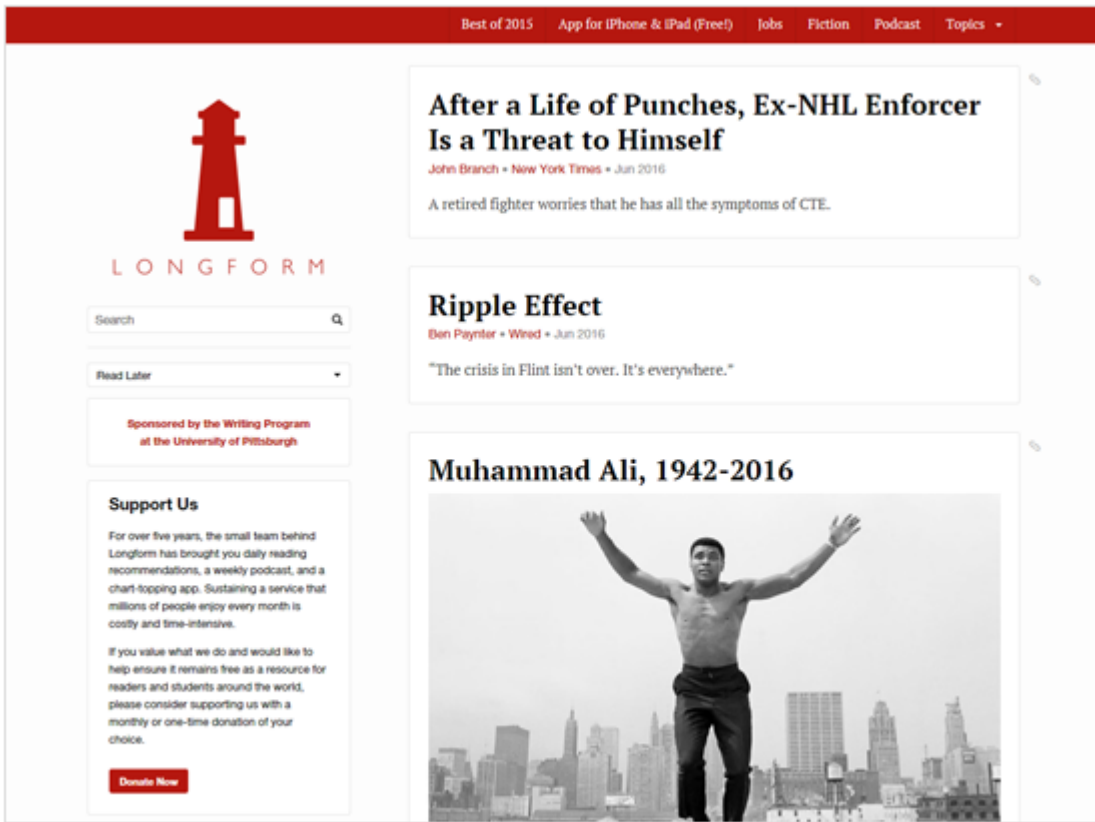 Best of 2015 App for iPhone & iPad (Free!) Jobs Fiction Podcast Topics
LONGFORM
Search
Read Later
Sponsored by the Writing Program
at the University of Pittsburgh
Support Us
For over five years, the small team behind
Longform has brought you daily reading
recommendations, a weekly podcast, and a
chart-topping app. Sustaining a service that
millions of people enjoy every month is
costly and time-intensive.
If you value what we do and would like to
help ensure it remains free as a resource for
readers and students around the world,
please consider supporting us with a
monthly or one-time donation of your
choice.
Donate Now
After a Life of Punches, Ex-NHL Enforcer
Is a Threat to Himself
John Branch • New York Times • Jun 2016
A retired fighter worries that he has all the symptoms of CTE.
Ripple Effect
Ben Paynter • Wired • Jun 2016
“The crisis in Flint isn’t over. It’s everywhere.”
Muhammad Ali, 1942-2016